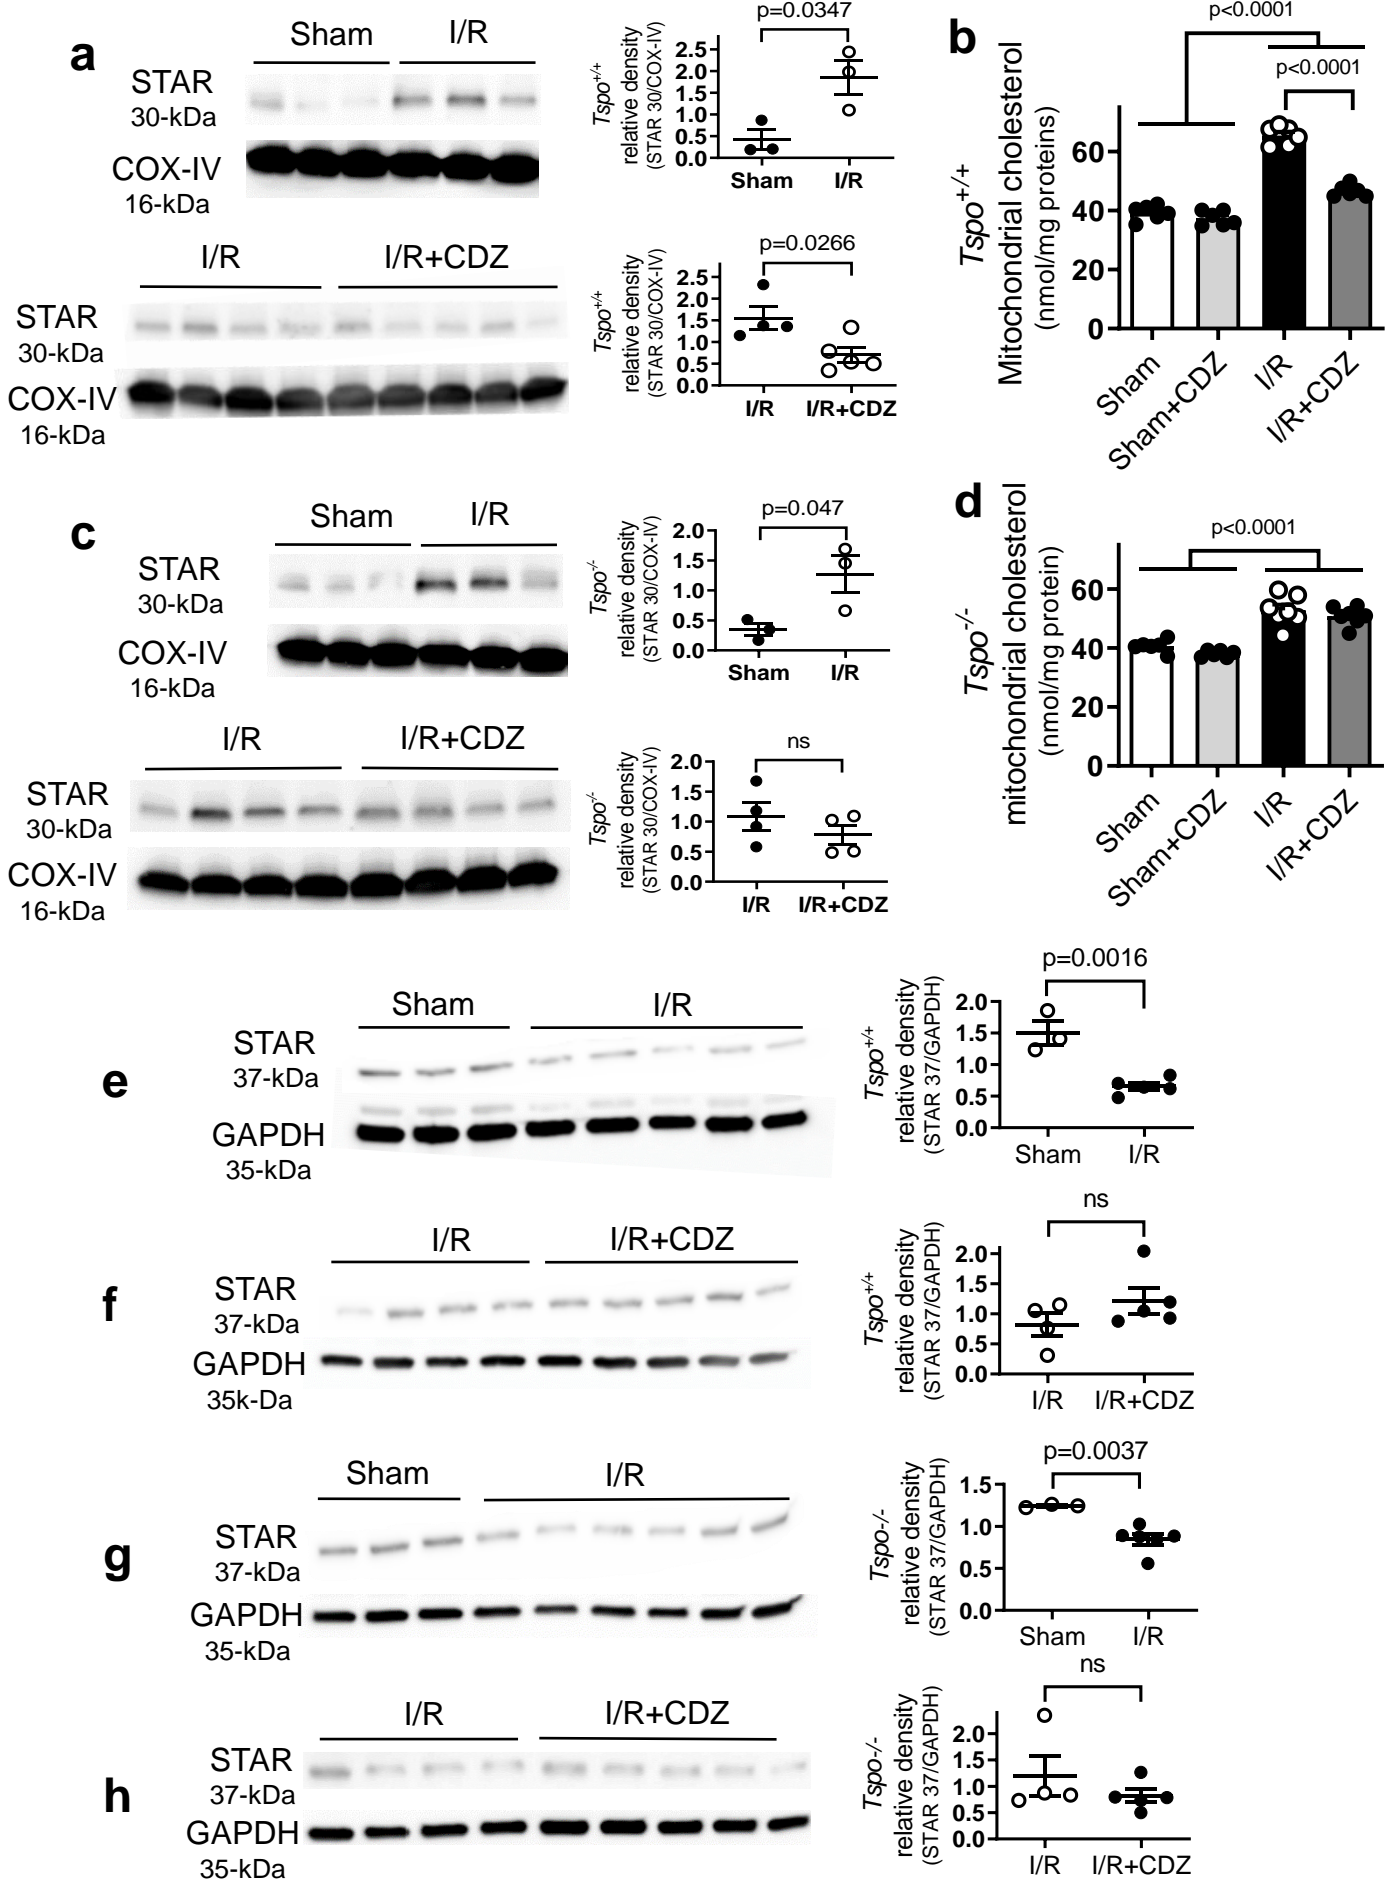 a
Sham
I/R
STAR
30-kDa
COX-IV
16-kDa
p=0.0347
Tspo+/+
relative density
(STAR 30/COX-IV)
2.5
2.0
1.5
1.0
0.5
0.0
Sham
I/R
I/R
I/R+CDZ
STAR
30-kDa
COX-IV
16-kDa
p=0.0266
Tspo+/+
relative density
(STAR 30/COX-IV)
2.5
2.0
1.5
1.0
0.5
0.0
I/R
I/R+CDZ
b
p<0.0001
p<0.0001
Tspo+/+
Mitochondrial cholesterol
(nmol/mg proteins)
60
40
20
0
Sham
Sham+CDZ
I/R
I/R+CDZ
c
Sham
I/R
STAR
30-kDa
COX-IV
16-kDa
p=0.047
Tspo-/-
relative density
(STAR 30/COX-IV)
2.0
1.5
1.0
0.5
0.0
Sham
I/R
I/R
I/R+CDZ
STAR
30-kDa
COX-IV
16-kDa
ns
Tspo-/-
relative density
(STAR 30/COX-IV)
2.0
1.5
1.0
0.5
0.0
I/R
I/R+CDZ
d
p<0.0001
Tspo-/-
mitochondrial cholesterol
(nmol/mg protein)
60
40
20
0
Sham
Sham+CDZ
I/R
I/R+CDZ
e
Sham
I/R
STAR
37-kDa
GAPDH
35-kDa
p=0.0016
Tspo+/+
relative density
(STAR 37/GAPDH)
2.0
1.5
1.0
0.5
0.0
Sham
I/R
f
I/R
I/R+CDZ
STAR
37-kDa
GAPDH
35k-Da
ns
Tspo+/+
relative density
(STAR 37/GAPDH)
2.0
1.5
1.0
0.5
0.0
I/R
I/R+CDZ
g
Sham
I/R
STAR
37-kDa
GAPDH
35-kDa
p=0.0037
Tspo-/-
relative density
(STAR 37/GAPDH)
1.5
1.0
0.5
0.0
Sham
I/R
h
I/R
I/R+CDZ
STAR
37-kDa
GAPDH
35-kDa
ns
Tspo-/-
relative density
(STAR 37/GAPDH)
2.0
1.5
1.0
0.5
0.0
I/R
I/R+CDZ